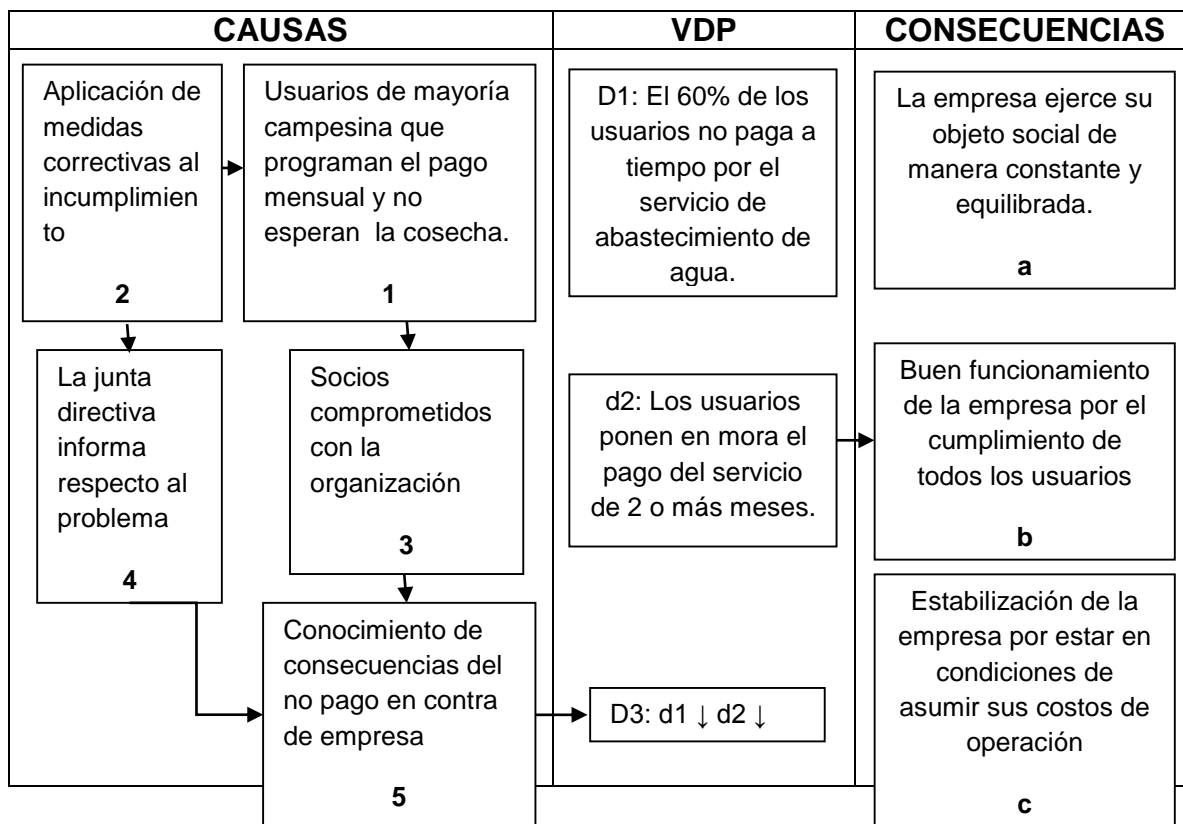 CAUSAS
VDP
CONSECUENCIAS
Aplicación de
medidas
correctivas al
incumplimien
to
2
Usuarios de mayoría
campesina que
programan el pago
mensual y no
esperan la cosecha.
1
D1: El 60% de los
usuarios no paga a
tiempo por el
servicio de
abastecimiento de
agua.
La empresa ejerce su
objeto social de
manera constante y
equilibrada.
a
La junta
directiva
informa
respecto al
problema
4
Socios
comprometidos
con la
organización
3
d2: Los usuarios
ponen en mora el
pago del servicio
de 2 o más meses.
Buen funcionamiento
de la empresa por el
cumplimiento de
todos los usuarios
b
Conocimiento de
consecuencias del
no pago en contra
de empresa
5
D3: d1 ↓ d2 ↓
Estabilización de la
empresa por estar en
condiciones de
asumir sus costos de
operación
c